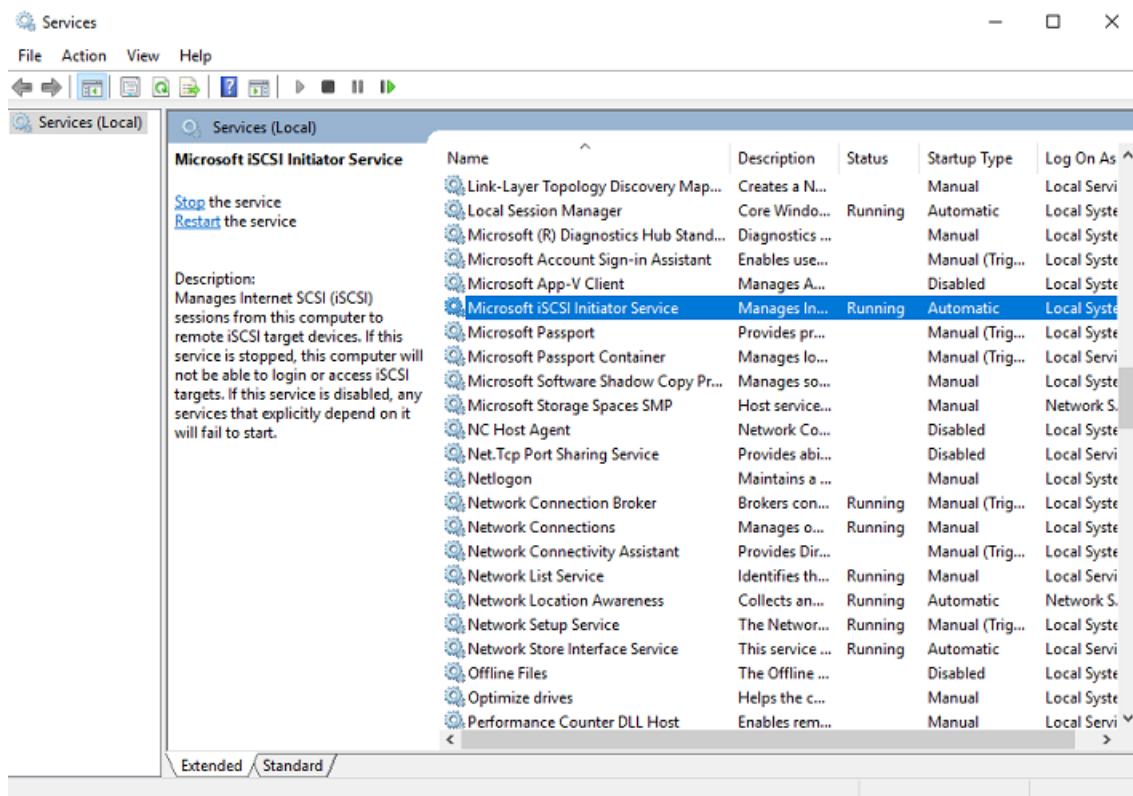 Services
File Action View Help
Services (Local)
Services (Local)
Microsoft iSCSI Initiator Service
Stop the service
Restart the service
Description:
Manages Internet SCSI (iSCSI)
sessions from this computer to
remote iSCSI target devices. If this
service is stopped, this computer will
not be able to login or access iSCSI
targets. If this service is disabled, any
services that explicitly depend on it
will fail to start.
Name Description Status Startup Type Log On As
Link-Layer Topology Discovery Map... Creates a N... Manual Local Servi
Local Session Manager Core Windo... Running Automatic Local Syste
Microsoft (R) Diagnostics Hub Stand... Diagnostics ... Manual Local Syste
Microsoft Account Sign-in Assistant Enables use... Manual (Trig... Local Syste
Microsoft App-V Client Manages A... Disabled Local Syste
Microsoft iSCSI Initiator Service Manages In... Running Automatic Local Syste
Microsoft Passport Provides pr... Manual (Trig... Local Syste
Microsoft Passport Container Manages lo... Manual (Trig... Local Servi
Microsoft Software Shadow Copy Pr... Manages so... Manual Local Syste
Microsoft Storage Spaces SMP Host service... Manual Network S.
NC Host Agent Network Co... Disabled Local Syste
Net.Tcp Port Sharing Service Provides abi... Disabled Local Servi
Netlogon Maintains a ... Manual Local Syste
Network Connection Broker Brokers con... Running Manual (Trig... Local Syste
Network Connections Manages o... Running Manual Local Syste
Network Connectivity Assistant Provides Dir... Manual (Trig... Local Syste
Network List Service Identifies th... Running Manual Local Servi
Network Location Awareness Collects an... Running Automatic Network S.
Network Setup Service The Networ... Running Manual (Trig... Local Syste
Network Store Interface Service This service ... Running Automatic Local Servi
Offline Files The Offline ... Disabled Local Syste
Optimize drives Helps the c... Manual Local Syste
Performance Counter DLL Host Enables rem... Manual Local Servi
Extended Standard